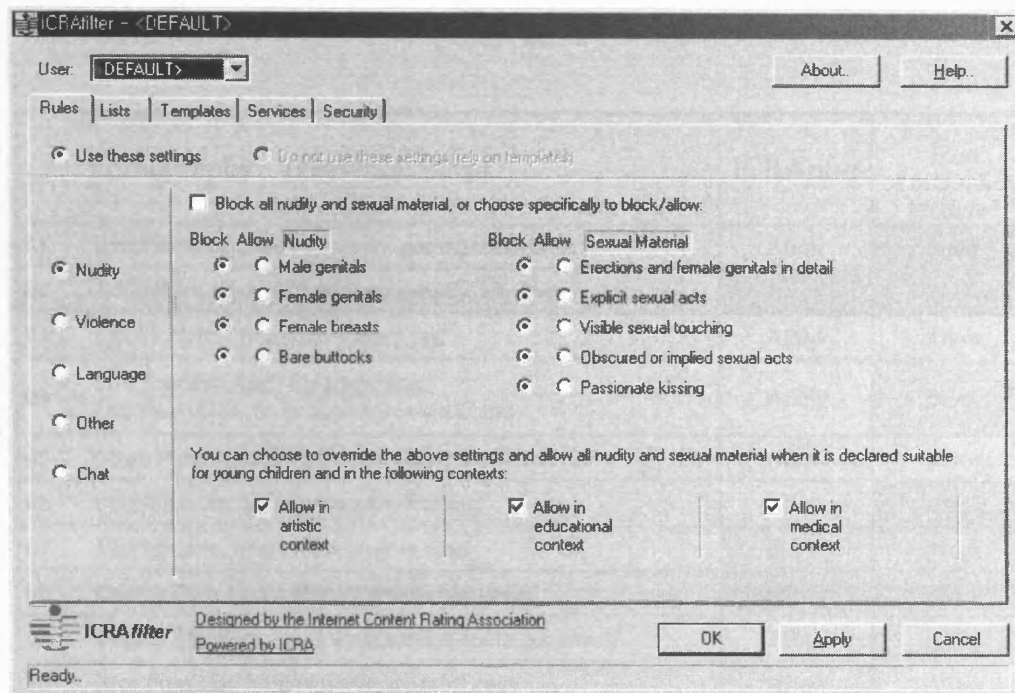 ICRAfilter - <DEFAULT>
User: DEFAULT> About.. Help..
Rules Lists Templates Services Security
Use these settings Do not use these settings (rely on templates)
Block all nudity and sexual material, or choose specifically to block/allow:
Block Allow Nudity Block Allow Sexual Material
Nudity
Violence
Language
Other
Chat
Male genitals
Female genitals
Female breasts
Bare buttocks
Erections and female genitals in detail
Explicit sexual acts
Visible sexual touching
Obscured or implied sexual acts
Passionate kissing
You can choose to override the above settings and allow all nudity and sexual material when it is declared suitable
for young children and in the following contexts:
Allow in
artistic
context
Allow in
educational
context
Allow in
medical
context
ICRAfilter
Designed by the Internet Content Rating Association
Powered by ICRA
OK Apply Cancel
Ready..